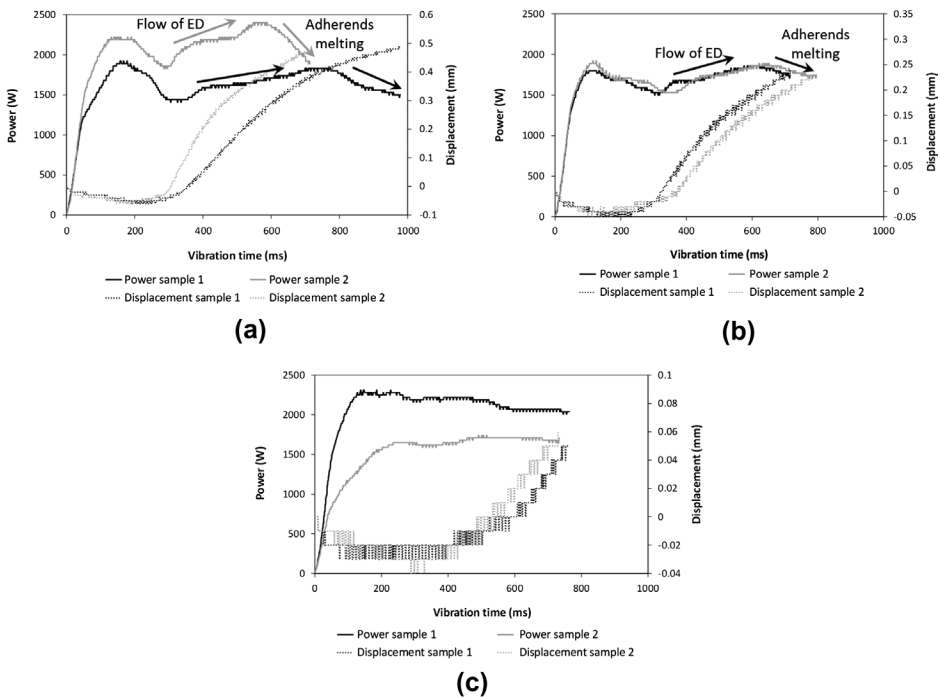 Flow of ED
Adherends
melting
Power (W)
2500
2000
1500
1000
500
0
0.6
0.5
0.4
0.3
0.2
0.1
0
-0.1
Displacement (mm)
0 200 400 600 800 1000
Vibration time (ms)
Power sample 1 Power sample 2
Displacement sample 1 Displacement sample 2
(a)
Flow of ED
Adherends
melting
Power (W)
2500
2000
1500
1000
500
0
0.35
0.3
0.25
0.2
0.15
0.1
0.05
0
-0.05
Displacement (mm)
0 200 400 600 800 1000
Vibration time (ms)
Power sample 1 Power sample 2
Displacement sample 1 Displacement sample 2
(b)
Power (W)
2500
2000
1500
1000
500
0
0.1
0.08
0.06
0.04
0.02
0
-0.02
-0.04
Displacement (mm)
0 200 400 600 800 1000
Vibration time (ms)
Power sample 1 Power sample 2
Displacement sample 1 Displacement sample 2
(c)